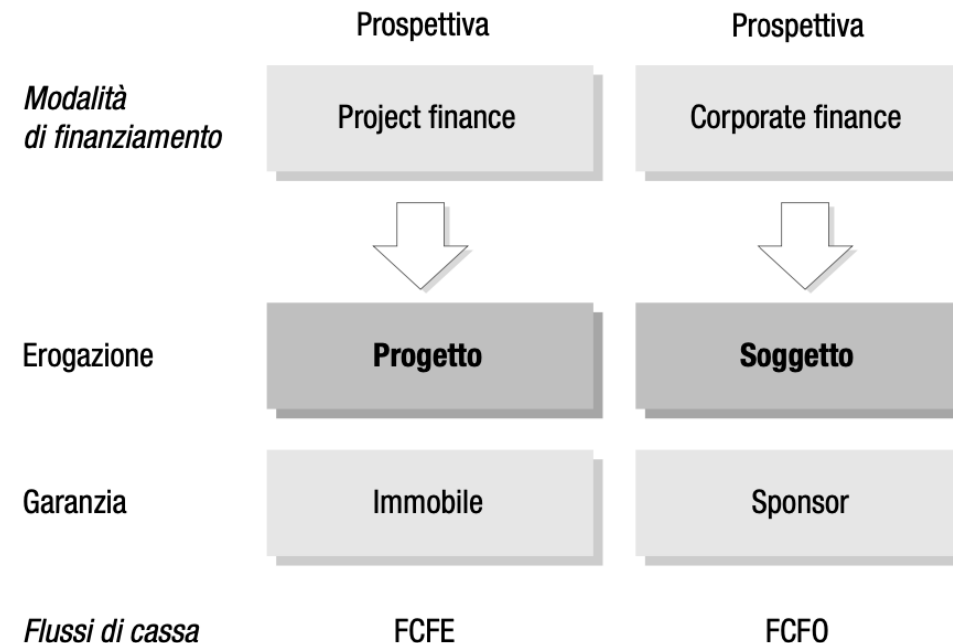 Prospettiva Prospettiva
Modalità
di finanziamento
Project finance Corporate finance
Erogazione Progetto Soggetto
Garanzia Immobile Sponsor
Flussi di cassa FCFE FCFO